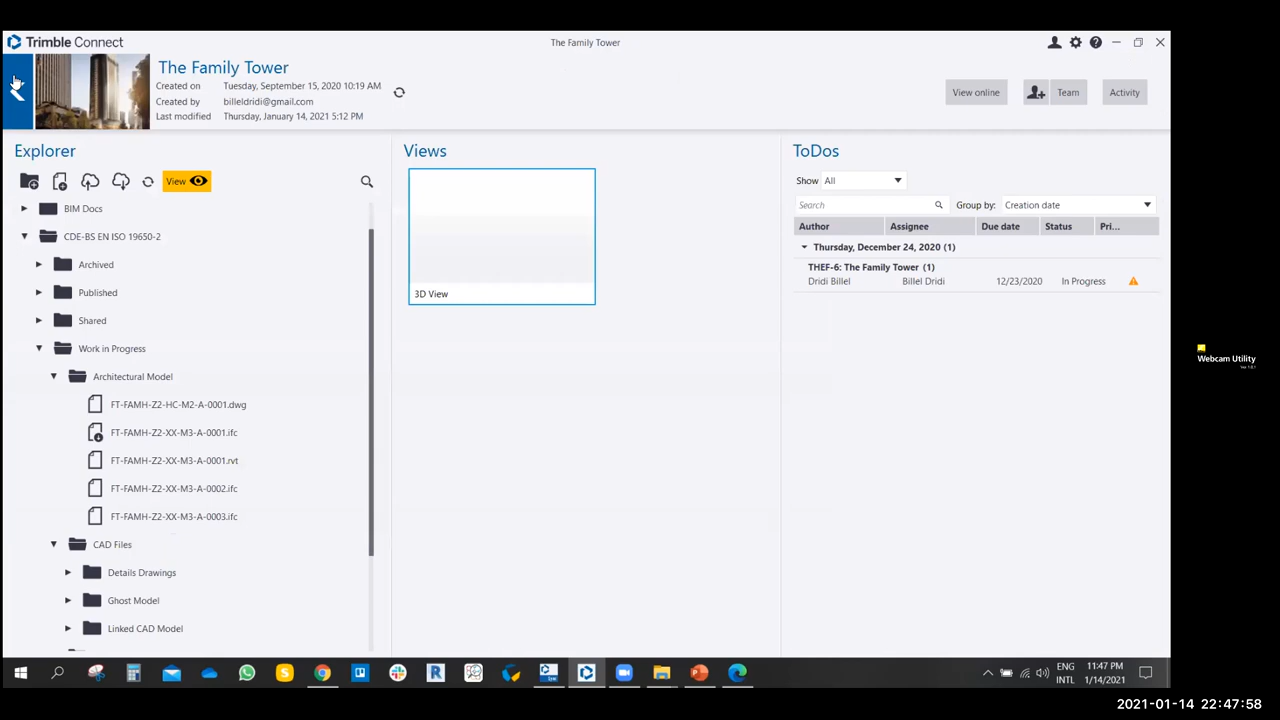 Trimble Connect
The Family Tower
The Family Tower
Created on Tuesday, September 15, 2020 10:19 AM
Created by billeldridi@gmail.com
Last modified Thursday, January 14, 2021 5:12 PM
View online
Team
Activity
Explorer
Views
ToDos
View
Show All
Search
Group by: Creation date
Author Assignee Due date Status Pri...
Thursday, December 24, 2020 (1)
THEF-6: The Family Tower (1)
Dridi Billel Billel Dridi 12/23/2020 In Progress
3D View
BIM Docs
CDE-BS EN ISO 19650-2
Archived
Published
Shared
Work in Progress
Architectural Model
FT-FAMH-Z2-HC-M2-A-0001.dwg
FT-FAMH-Z2-XX-M3-A-0001.ifc
FT-FAMH-Z2-XX-M3-A-0001.rvt
FT-FAMH-Z2-XX-M3-A-0002.ifc
FT-FAMH-Z2-XX-M3-A-0003.ifc
CAD Files
Details Drawings
Ghost Model
Linked CAD Model
Webcam Utility
ENG
INTL
11:47 PM
1/14/2021
2021-01-14 22:47:58